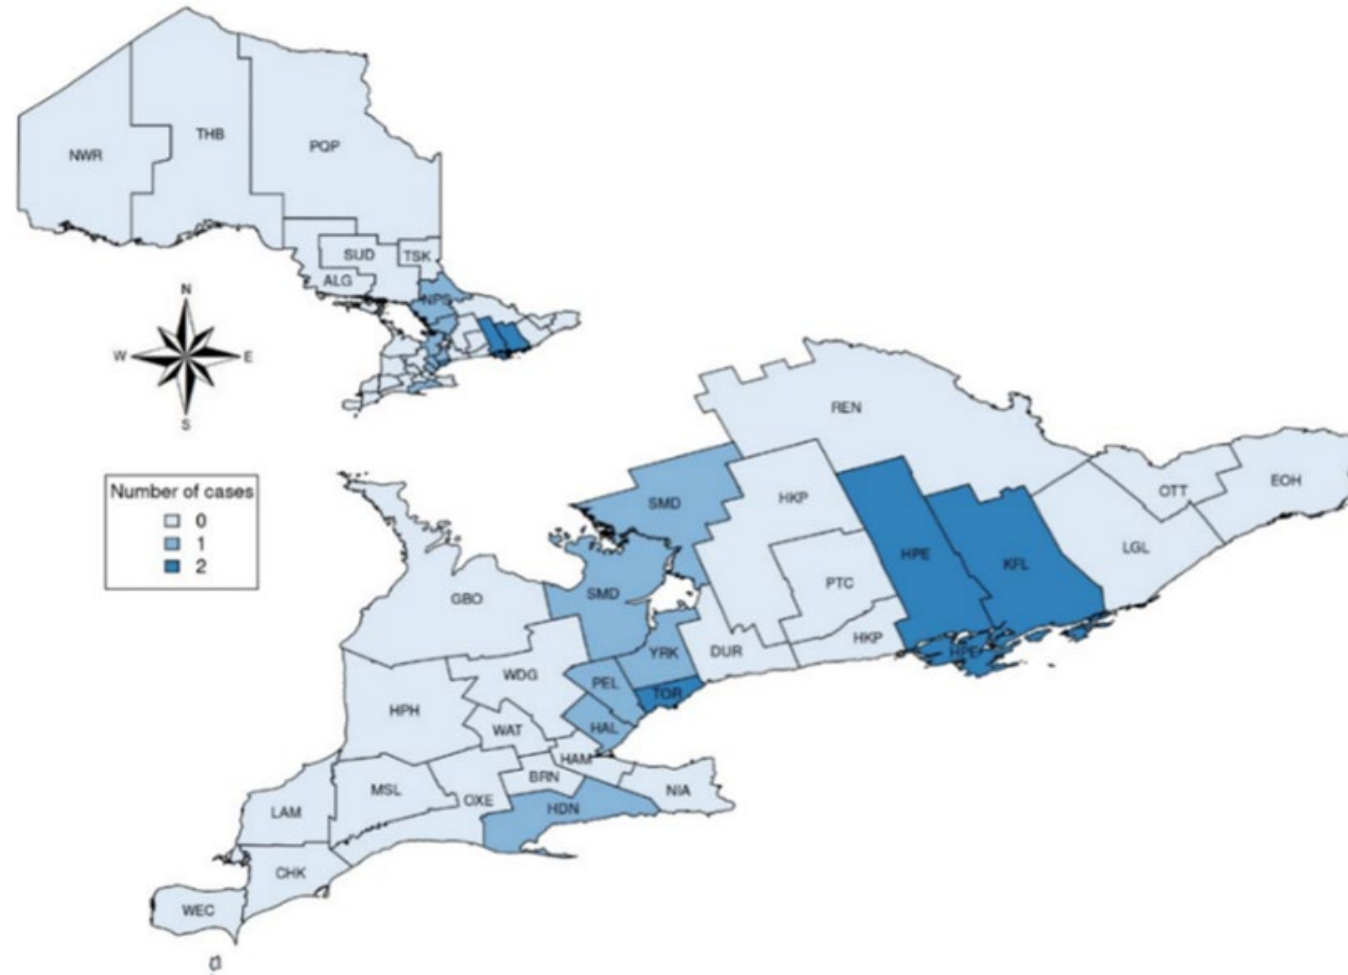 THB
NWR
PQP
SUD
TSK
ALG
NPS
N
W
E
S
Number of cases
0
1
2
REN
SMD
HKP
OTT
EOH
HPE
KFL
LGL
PTC
GBO
SMD
HKP
DUR
YRK
HPE
WDG
PEL
TOR
HPH
WAT
HAL
HAM
BRN
NIA
MSL
OXE
HDN
LAM
CHK
WEC